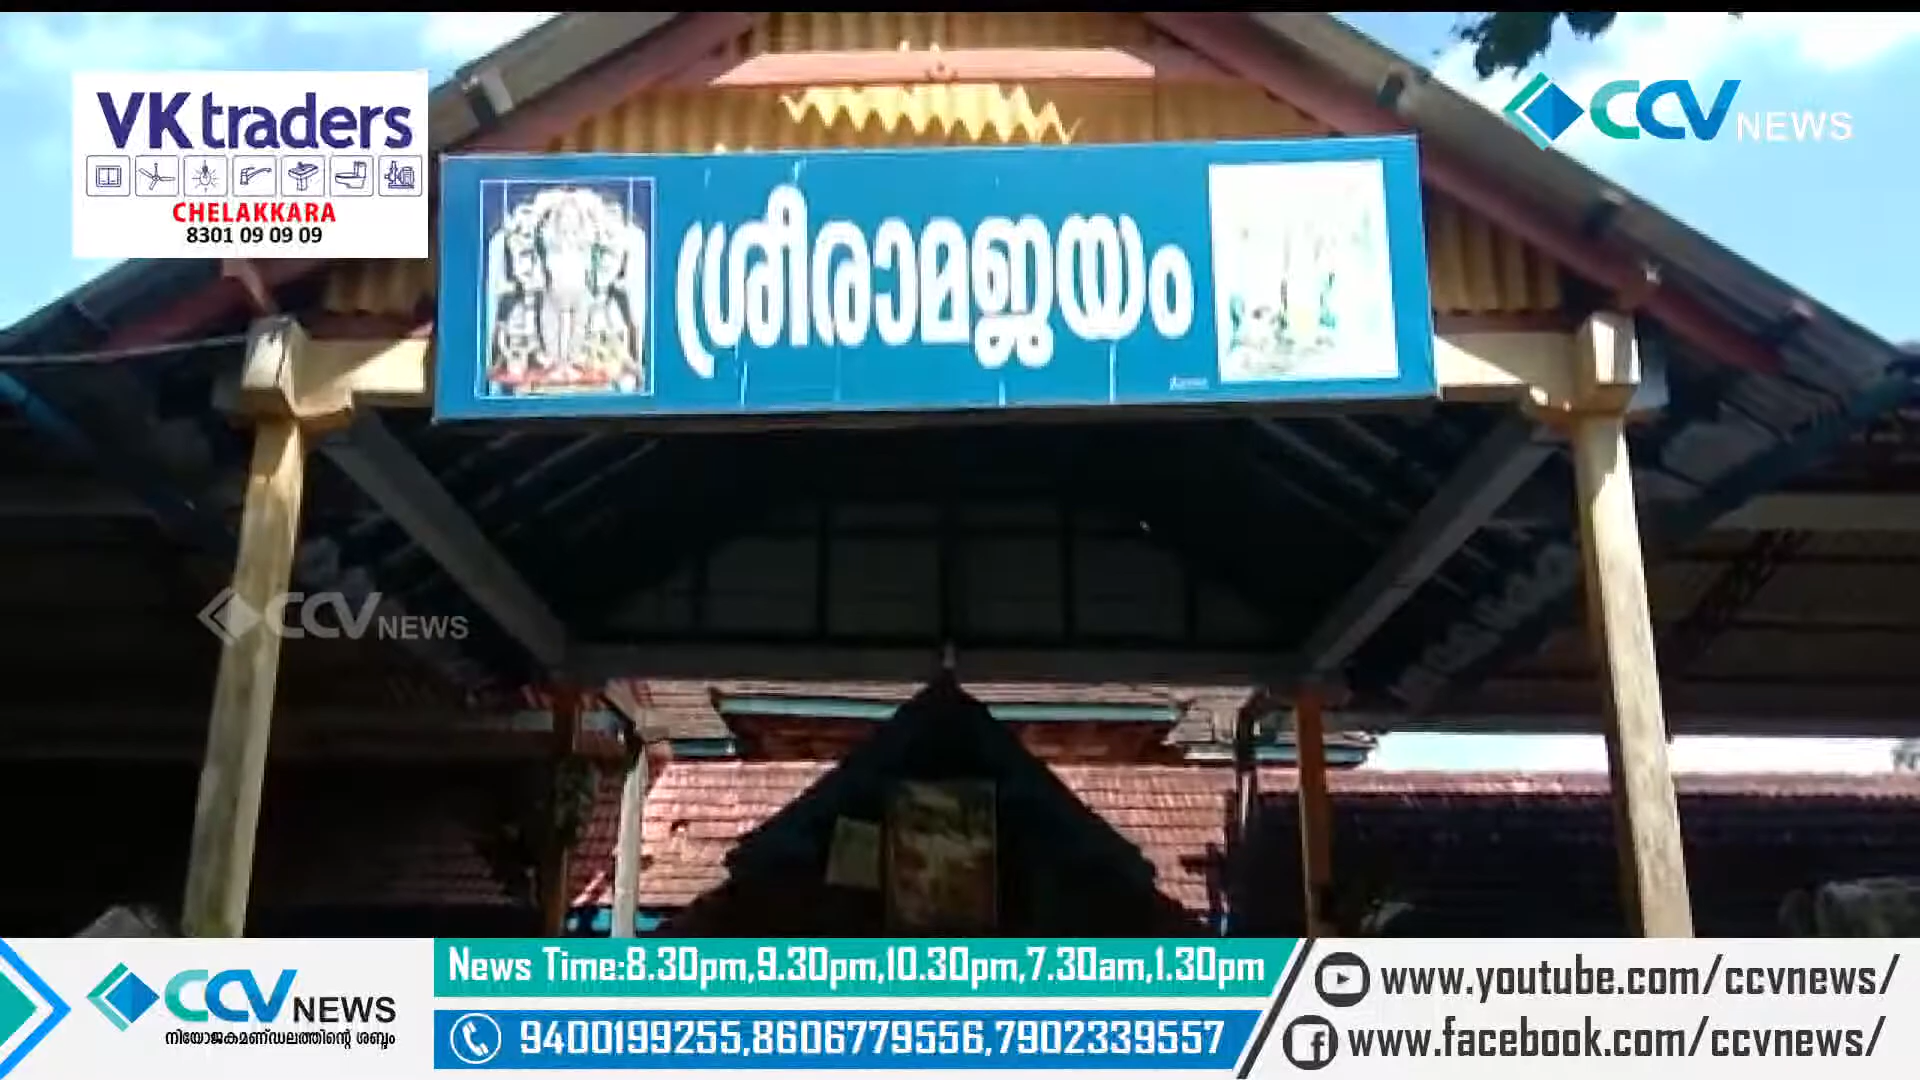 VK traders
CHELAKKARA
8301 09 09 09
CCV NEWS
ശ്രീരാമജയം
CCV NEWS
CCV NEWS
നിയോജകമണ്ഡലത്തിന്റെ ശബ്ദം
News Time:8.30pm,9.30pm,10.30pm,7.30am,1.30pm
9400199255,8606779556,7902339557
www.youtube.com/ccvnews/
www.facebook.com/ccvnews/